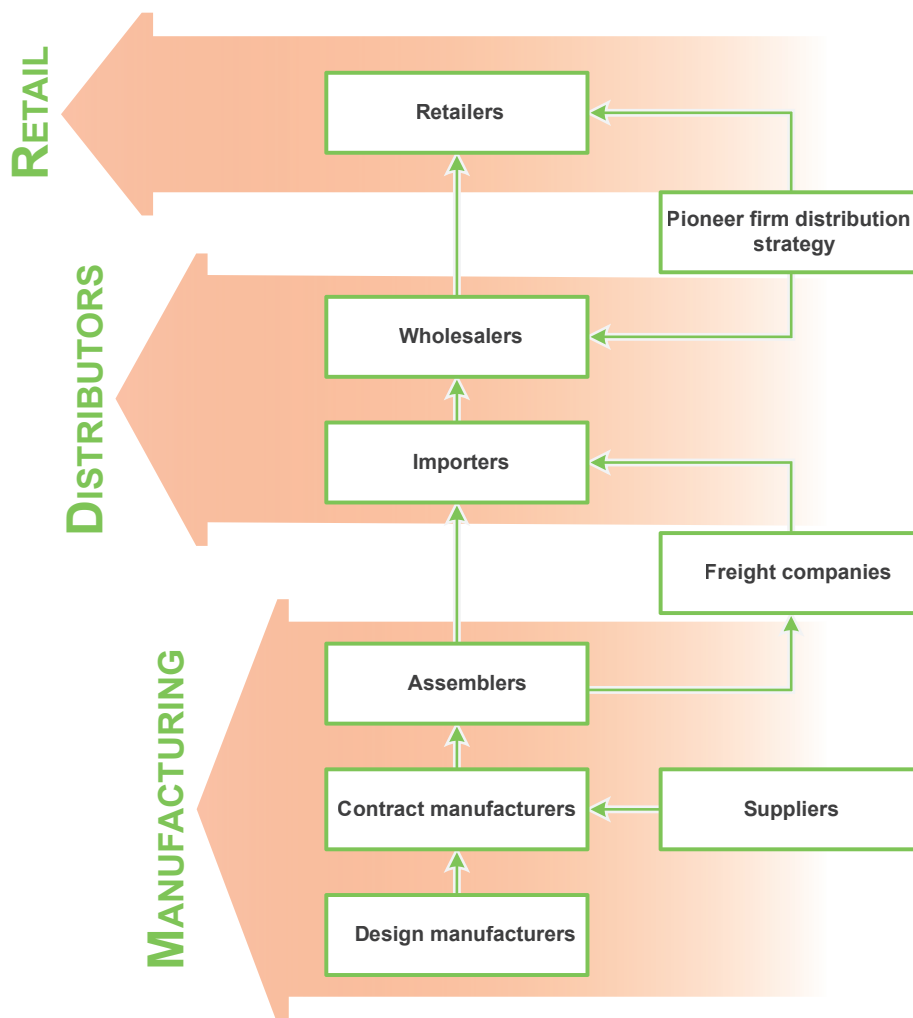 RETAIL
Retailers
Pioneer firm distribution
strategy
DISTRIBUTORS
Wholesalers
Importers
Freight companies
MANUFACTURING
Assemblers
Contract manufacturers
Suppliers
Design manufacturers